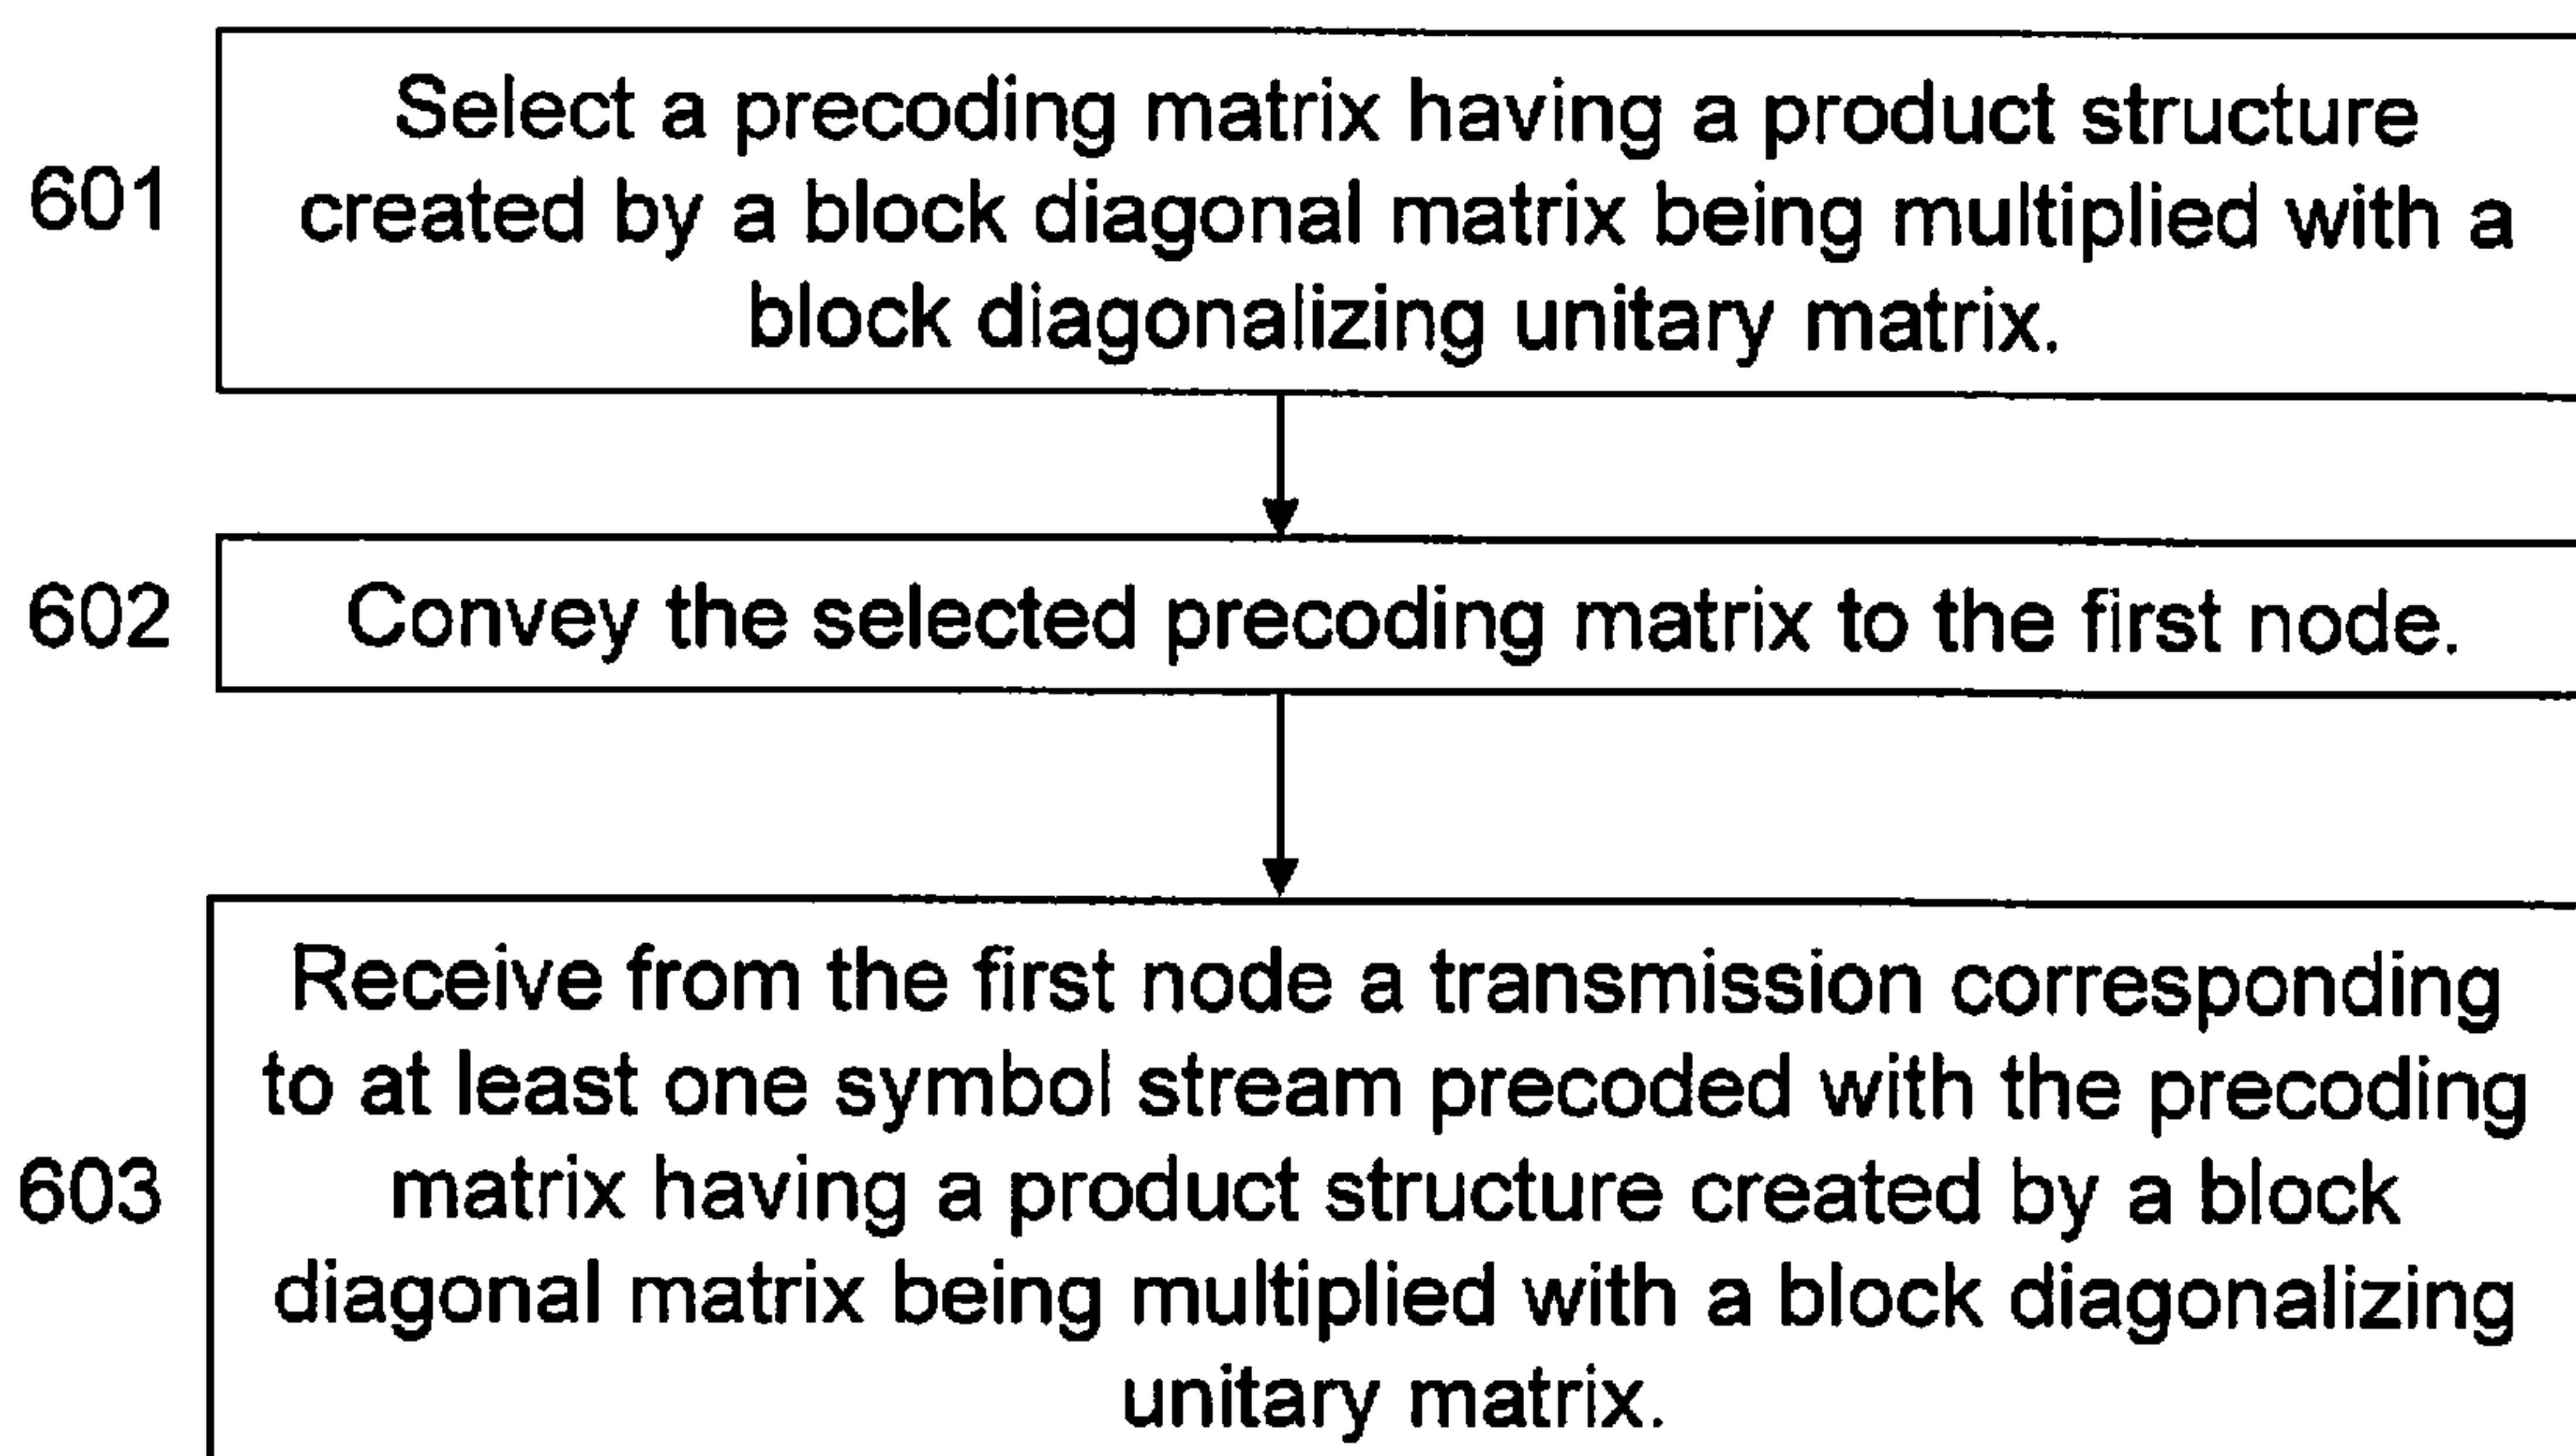 Select a precoding matrix having a product structure
601
created by a block diagonal matrix being multiplied with a
block diagonalizing unitary matrix.
602
Convey the selected precoding matrix to the first node.
Receive from the first node a transmission corresponding
to at least one symbol stream precoded with the precoding
603
matrix having a product structure created by a block
diagonal matrix being multiplied with a block diagonalizing
unitary matrix.